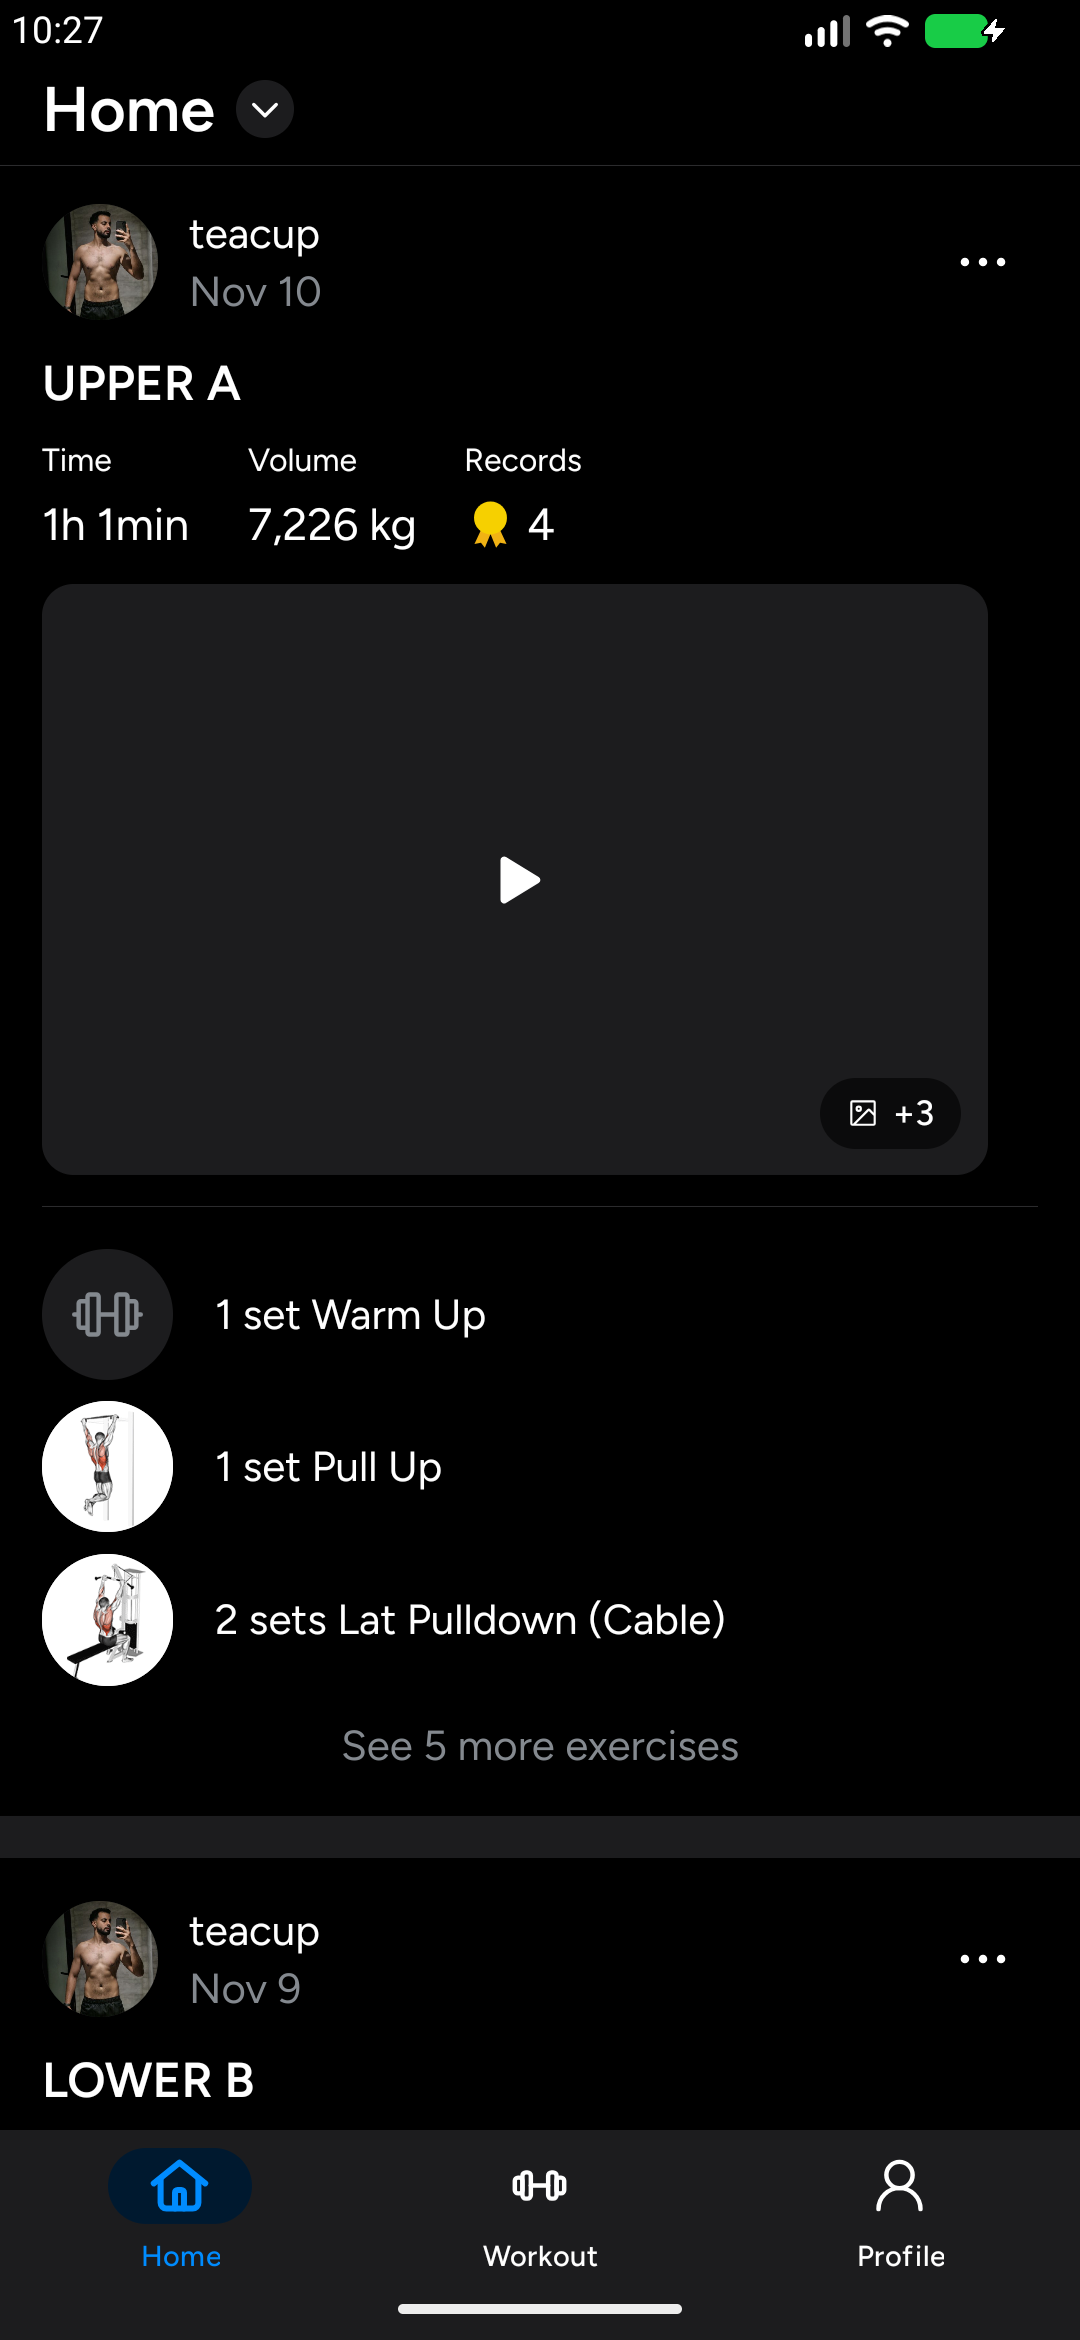 10:27
Home
teacup
Nov 10
UPPER A
Time Volume Records
1h 1min 7,226 kg 4
+3
1 set Warm Up
1 set Pull Up
2 sets Lat Pulldown (Cable)
See 5 more exercises
teacup
Nov 9
LOWER B
Home Workout Profile